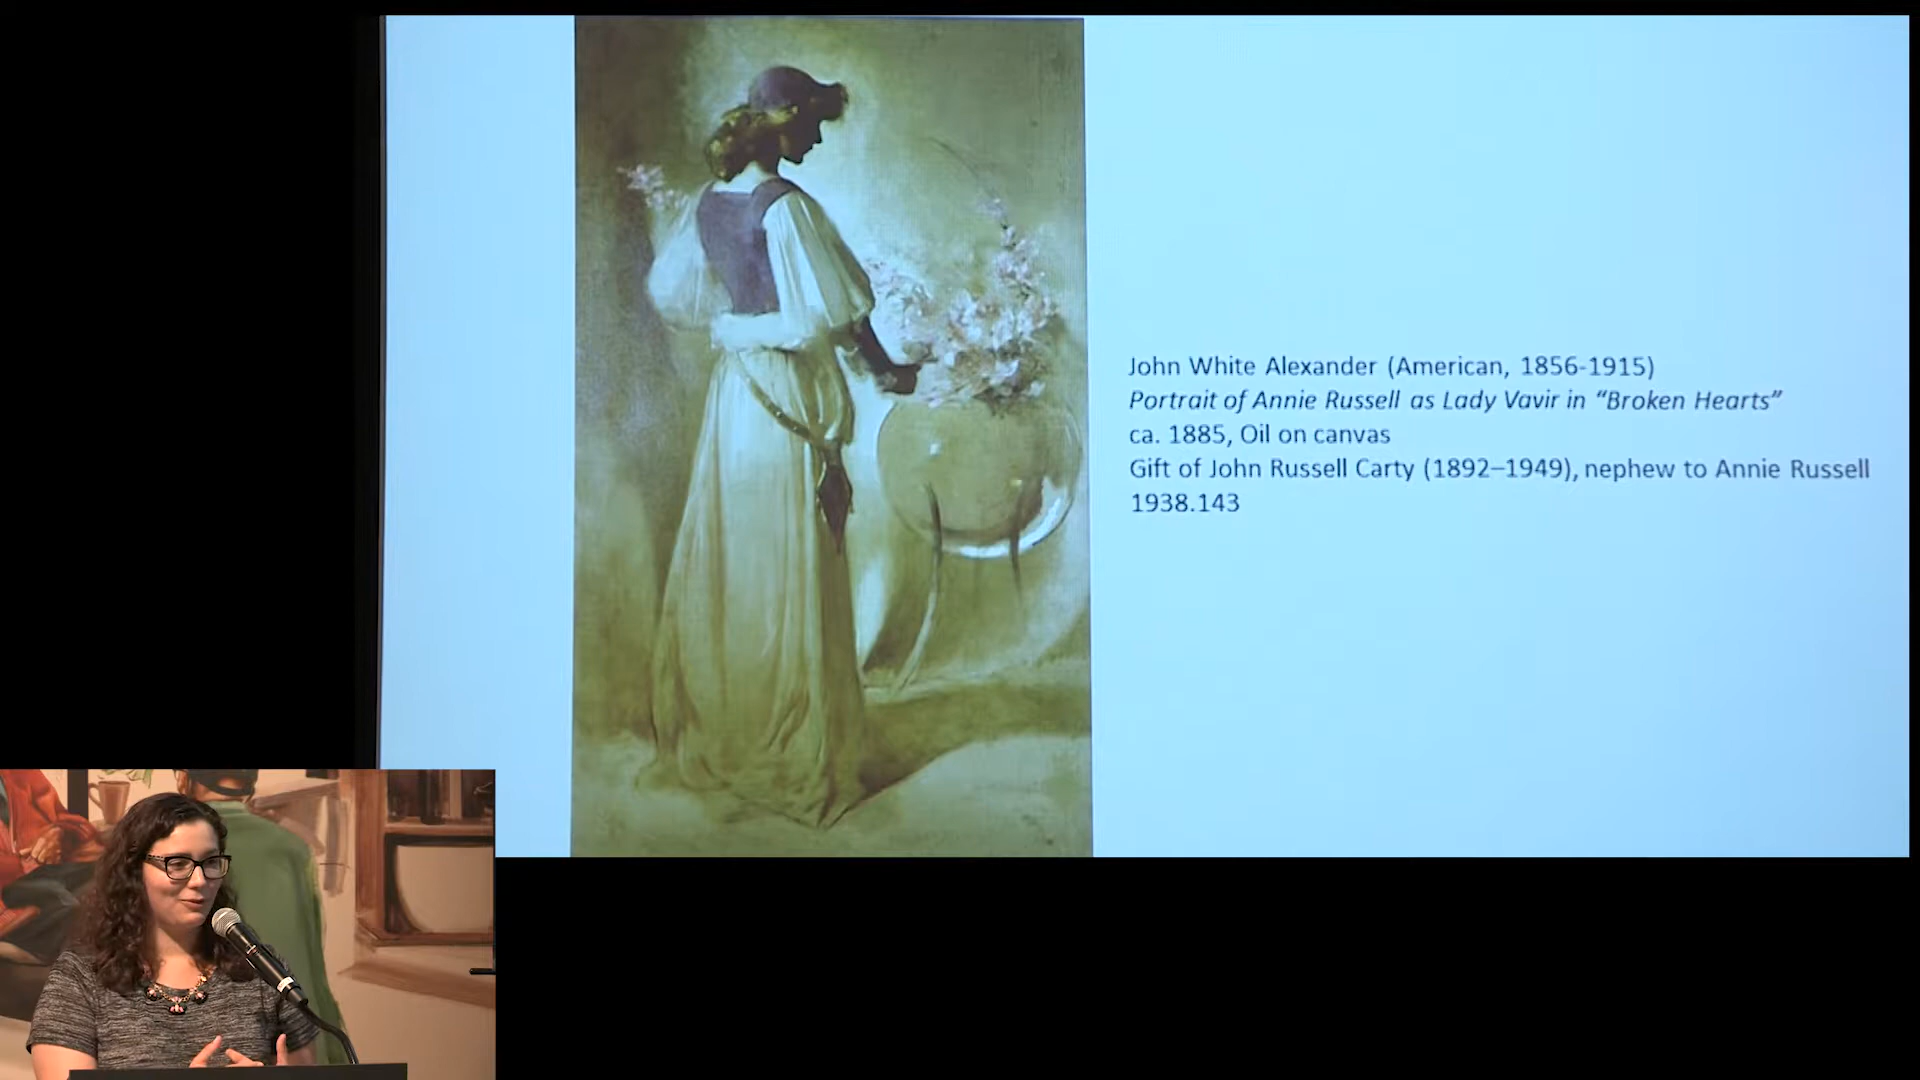 John White Alexander (American, 1856-1915)
Portrait of Annie Russell as Lady Vavir in “Broken Hearts”
ca. 1885, Oil on canvas
Gift of John Russell Carty (1892–1949), nephew to Annie Russell
1938.143